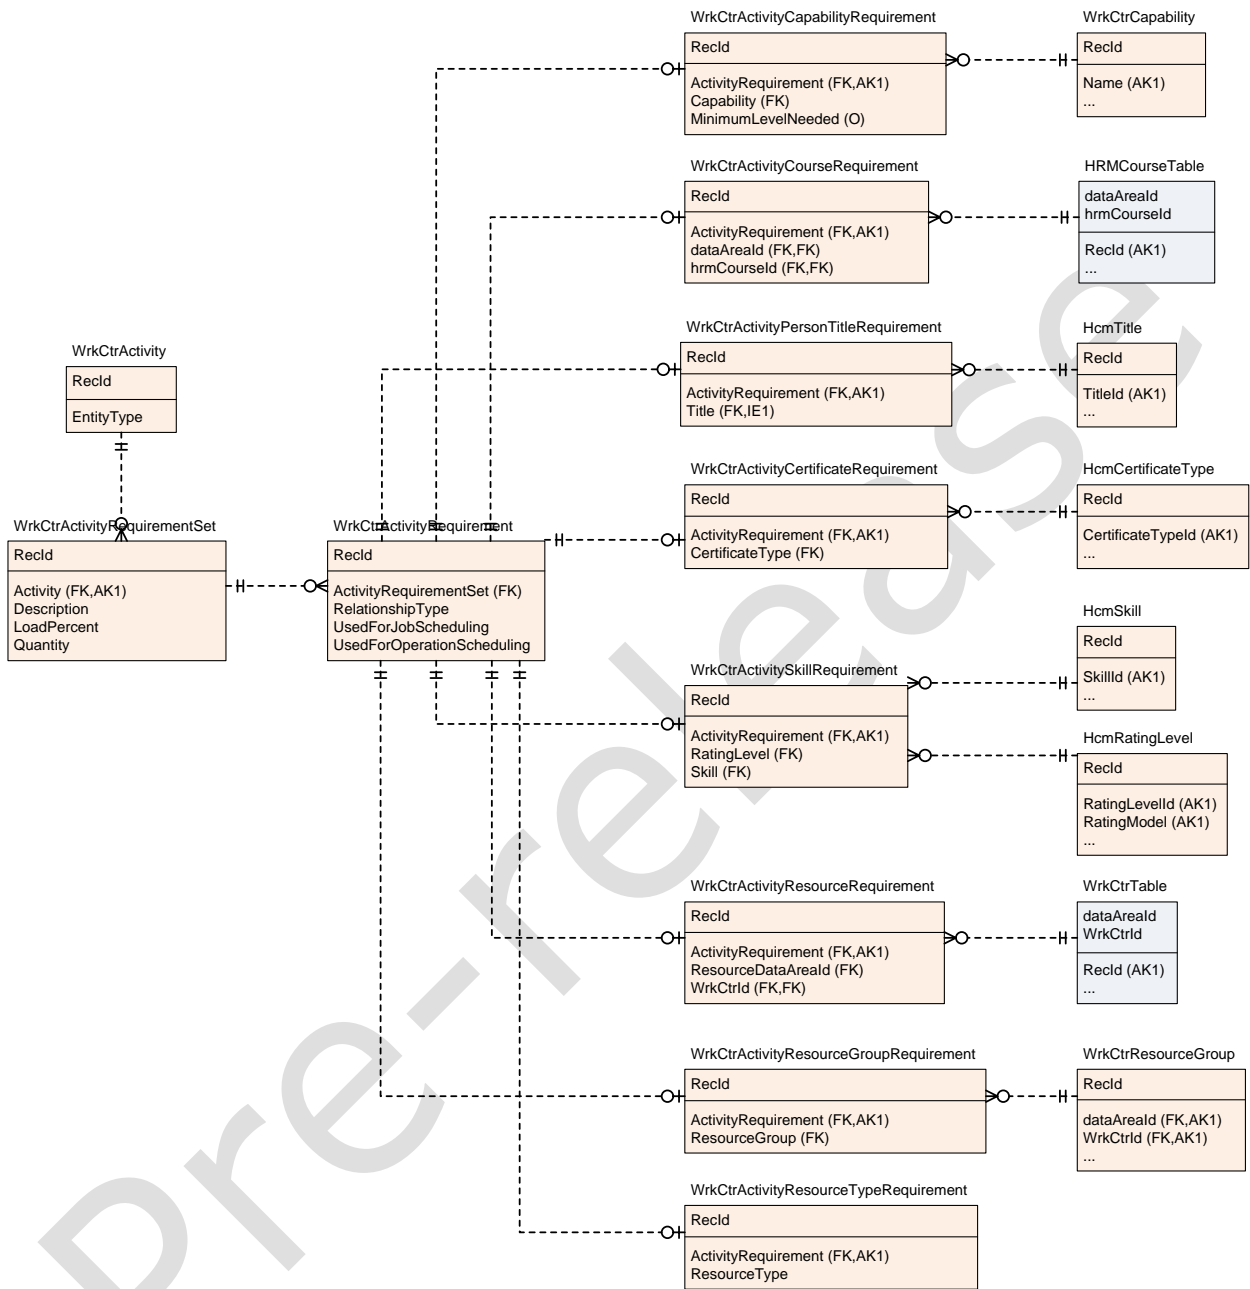 WrkCtrActivityCapabilityRequirement
RecId
ActivityRequirement (FK,AK1)
Capability (FK)
MinimumLevelNeeded (O)
WrkCtrCapability
RecId
Name (AK1)
...
WrkCtrActivityCourseRequirement
RecId
ActivityRequirement (FK,AK1)
dataAreaId (FK,FK)
hrmCourseId (FK,FK)
HRMCourseTable
dataAreaId
hrmCourseId
RecId (AK1)
...
WrkCtrActivityPersonTitleRequirement
RecId
ActivityRequirement (FK,AK1)
Title (FK,IE1)
HcmTitle
RecId
TitleId (AK1)
...
WrkCtrActivity
RecId
EntityType
WrkCtrActivityCertificateRequirement
RecId
ActivityRequirement (FK,AK1)
CertificateType (FK)
HcmCertificateType
RecId
CertificateTypeId (AK1)
...
WrkCtrActivityRequirementSet
RecId
Activity (FK,AK1)
Description
LoadPercent
Quantity
WrkCtrActivityRequirement
RecId
ActivityRequirementSet (FK)
RelationshipType
UsedForJobScheduling
UsedForOperationScheduling
HcmSkill
RecId
SkillId (AK1)
...
WrkCtrActivitySkillRequirement
RecId
ActivityRequirement (FK,AK1)
RatingLevel (FK)
Skill (FK)
HcmRatingLevel
RecId
RatingLevelId (AK1)
RatingModel (AK1)
...
WrkCtrActivityResourceRequirement
RecId
ActivityRequirement (FK,AK1)
ResourceDataAreaId (FK)
WrkCtrId (FK,FK)
WrkCtrTable
dataAreaId
WrkCtrId
RecId (AK1)
...
WrkCtrActivityResourceGroupRequirement
RecId
ActivityRequirement (FK,AK1)
ResourceGroup (FK)
WrkCtrResourceGroup
RecId
dataAreaId (FK,AK1)
WrkCtrId (FK,AK1)
...
WrkCtrActivityResourceTypeRequirement
RecId
ActivityRequirement (FK,AK1)
ResourceType
Pre-release